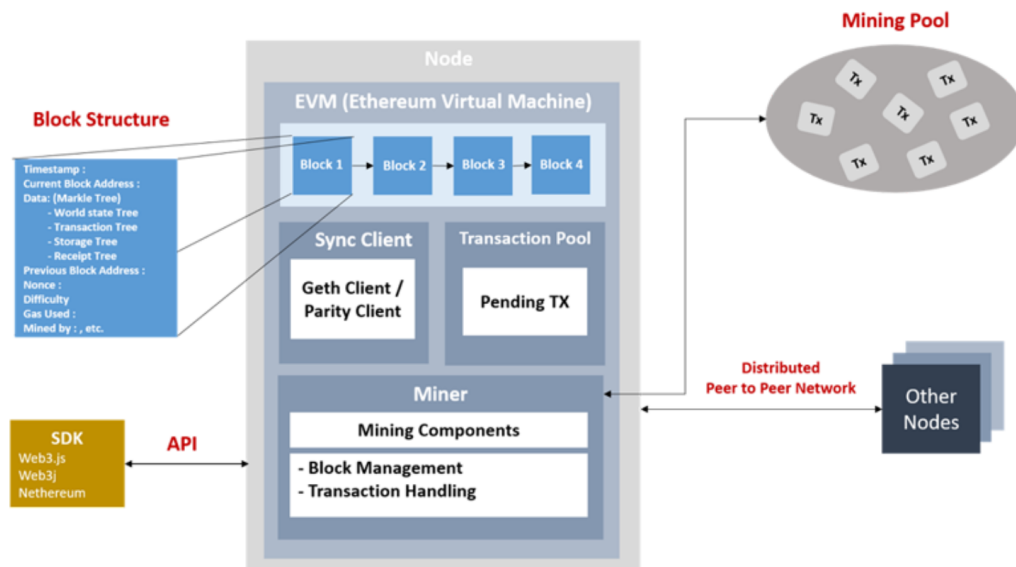 Mining Pool
Tx
Tx
Tx
Tx
Tx
Tx
Tx
Node
EVM (Ethereum Virtual Machine)
Block 1
Block 2
Block 3
Block 4
Block Structure
Timestamp :
Current Block Address :
Data: (Markle Tree)
- World state Tree
- Transaction Tree
- Storage Tree
- Receipt Tree
Previous Block Address :
Nonce :
Difficulty
Gas Used :
Mined by : , etc.
Sync Client
Geth Client /
Parity Client
Transaction Pool
Pending TX
Miner
Mining Components
- Block Management
- Transaction Handling
Distributed
Peer to Peer Network
Other
Nodes
SDK
Web3.js
Web3j
Nethereum
API